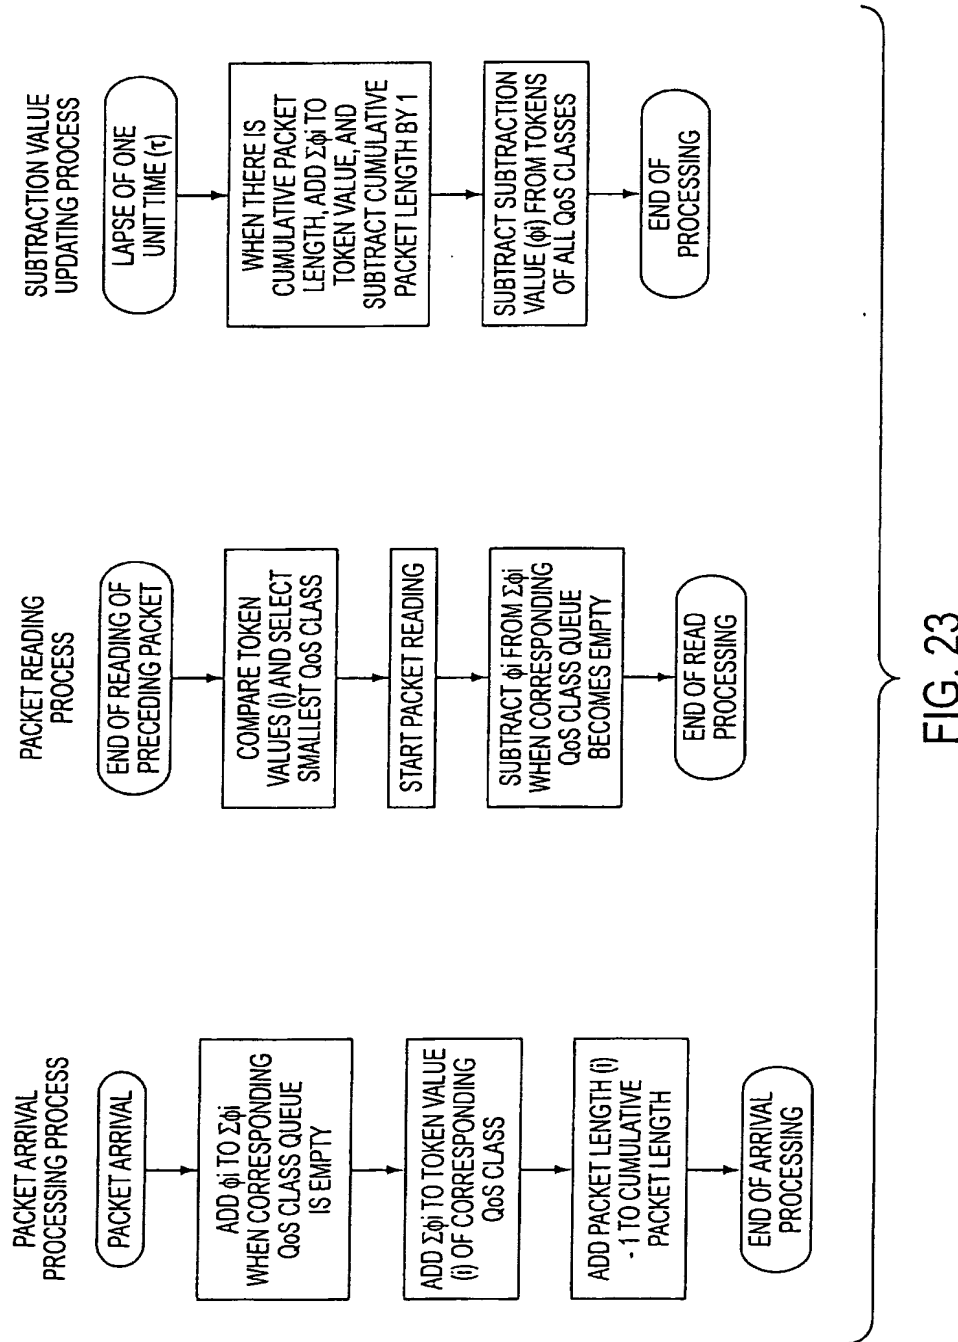 PACKET ARRIVAL
PROCESSING PROCESS
PACKET ARRIVAL
ADD ϕi TO Σϕi
WHEN CORRESPONDING
QoS CLASS QUEUE
IS EMPTY
ADD Σϕi TO TOKEN VALUE
(i) OF CORRESPONDING
QoS CLASS
ADD PACKET LENGTH (i)
-1 TO CUMULATIVE
PACKET LENGTH
END OF ARRIVAL
PROCESSING
PACKET READING
PROCESS
END OF READING OF
PRECEDING PACKET
COMPARE TOKEN
VALUES (i) AND SELECT
SMALLEST QoS CLASS
START PACKET READING
SUBTRACT ϕi FROM Σϕi
WHEN CORRESPONDING
QoS CLASS QUEUE
BECOMES EMPTY
END OF READ
PROCESSING
SUBTRACTION VALUE
UPDATING PROCESS
LAPSE OF ONE
UNIT TIME (τ)
WHEN THERE IS
CUMULATIVE PACKET
LENGTH, ADD Σϕi TO
TOKEN VALUE, AND
SUBTRACT CUMULATIVE
PACKET LENGTH BY 1
SUBTRACT SUBTRACTION
VALUE (ϕi) FROM TOKENS
OF ALL QoS CLASSES
END OF
PROCESSING
FIG. 23